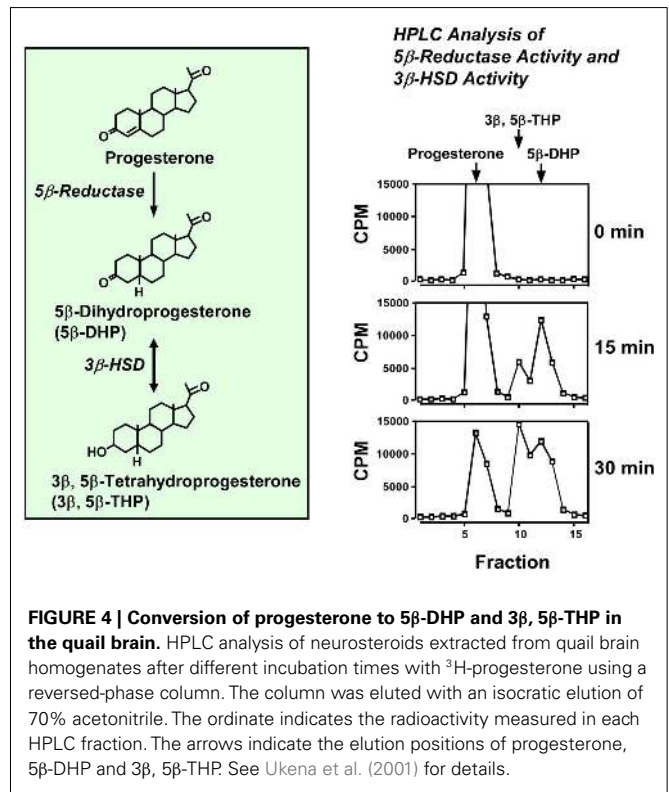 Progesterone
5β-Reductase
5β-Dihydroprogesterone
(5β-DHP)
3β-HSD
3β, 5β-Tetrahydroprogesterone
(3β, 5β-THP)
O
O
O
O
H
O
HO
H
HPLC Analysis of
5β-Reductase Activity and
3β-HSD Activity
3β, 5β-THP
Progesterone 5β-DHP
15000
10000
5000
0
CPM
0 min
15000
10000
5000
0
CPM
15 min
15000
10000
5000
0
CPM
30 min
5 10 15
Fraction
FIGURE 4 | Conversion of progesterone to 5β-DHP and 3β, 5β-THP in
the quail brain. HPLC analysis of neurosteroids extracted from quail brain
homogenates after different incubation times with ³H-progesterone using a
reversed-phase column. The column was eluted with an isocratic elution of
70% acetonitrile. The ordinate indicates the radioactivity measured in each
HPLC fraction. The arrows indicate the elution positions of progesterone,
5β-DHP and 3β, 5β-THP. See Ukena et al. (2001) for details.